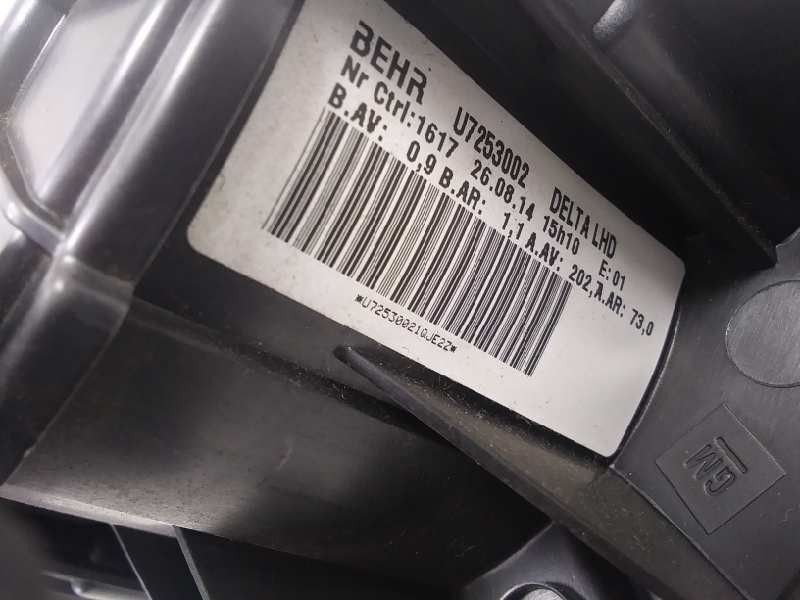 BEHR U7253002 DELTA LHD
Nr Ctrl:1617 26.08.14 15h10 E:01
B.AV: 0,9 B.AR: 1,1 A.AV: 202, A.AR: 73,0
*U7253002IQJE2Z*
GM